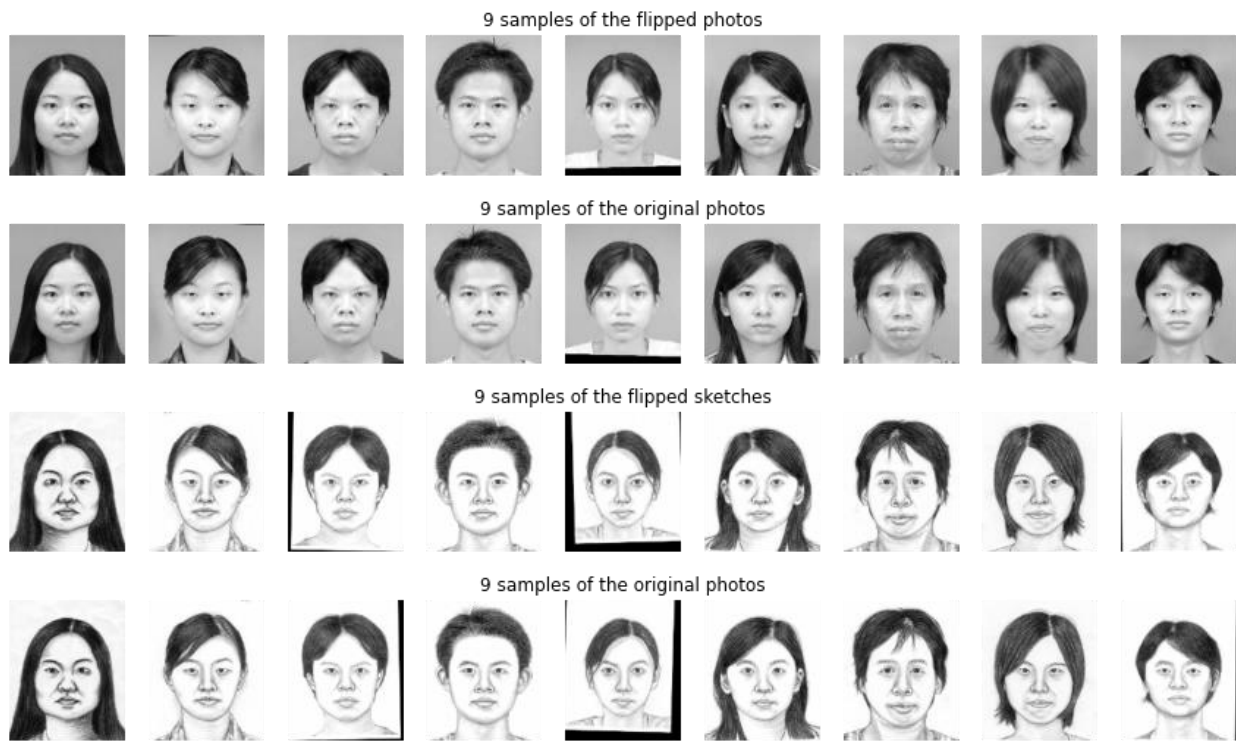 9 samples of the flipped photos
9 samples of the original photos
9 samples of the flipped sketches
9 samples of the original photos